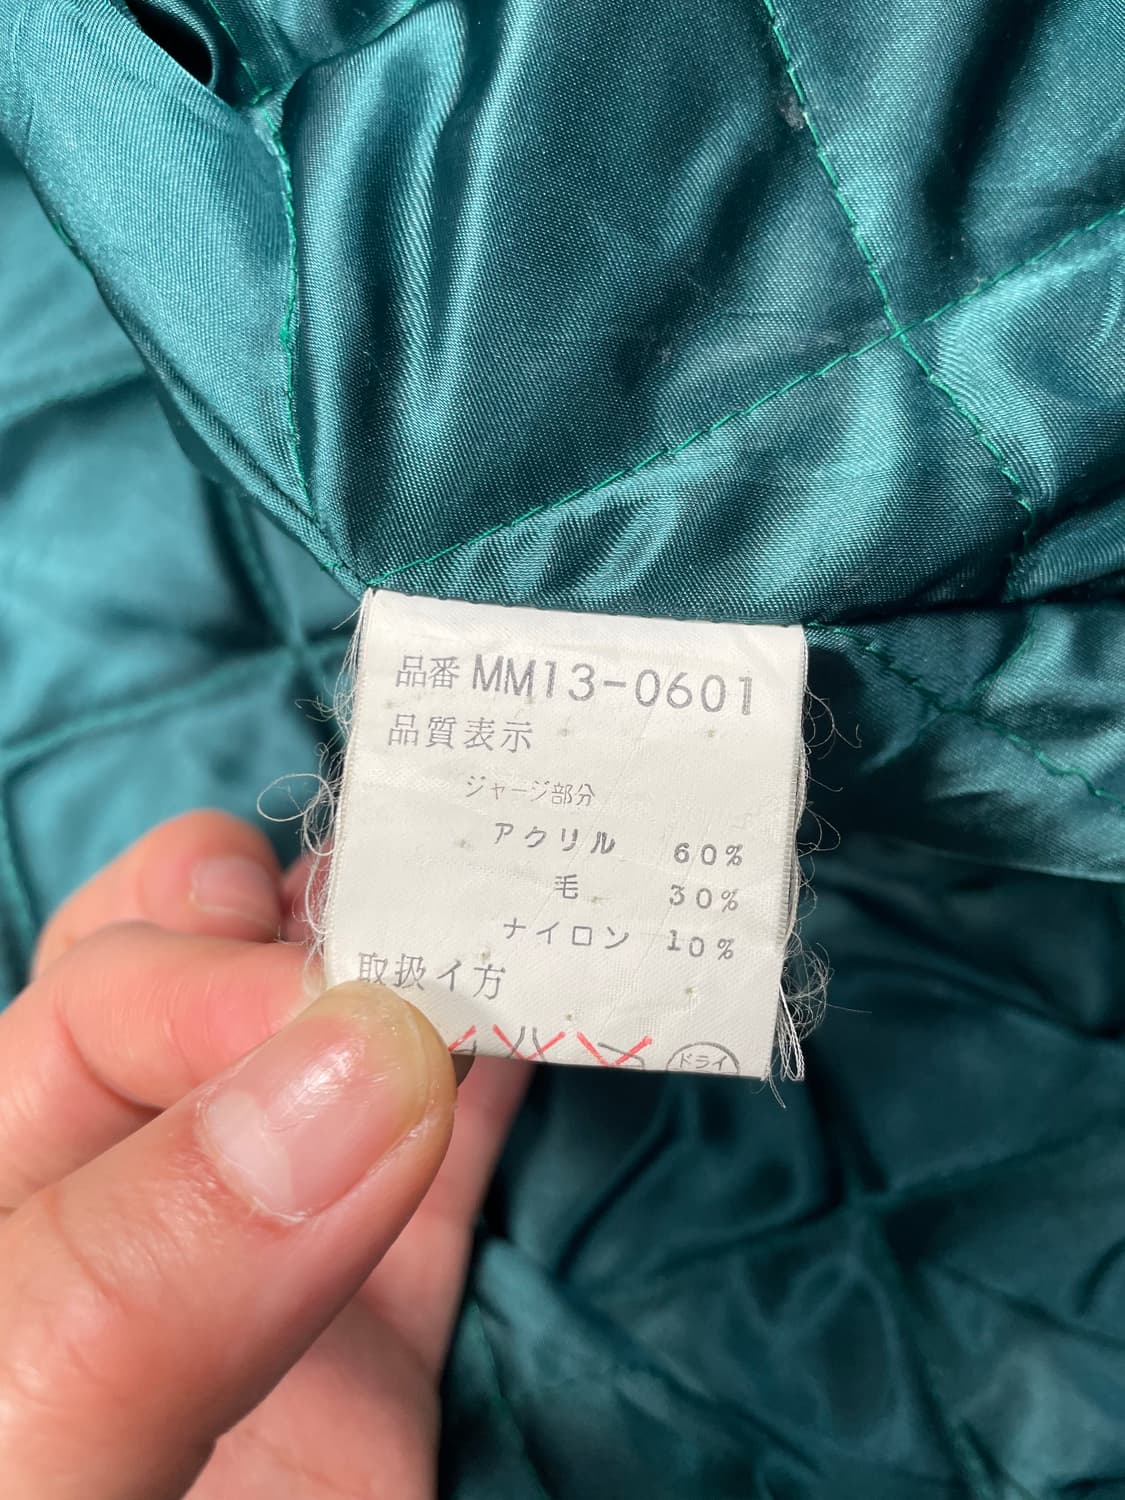 品番 MM13-0601
品質表示
ジャージ部分
アクリル 60%
毛 30%
ナイロン 10%
取扱イ方
ドライ